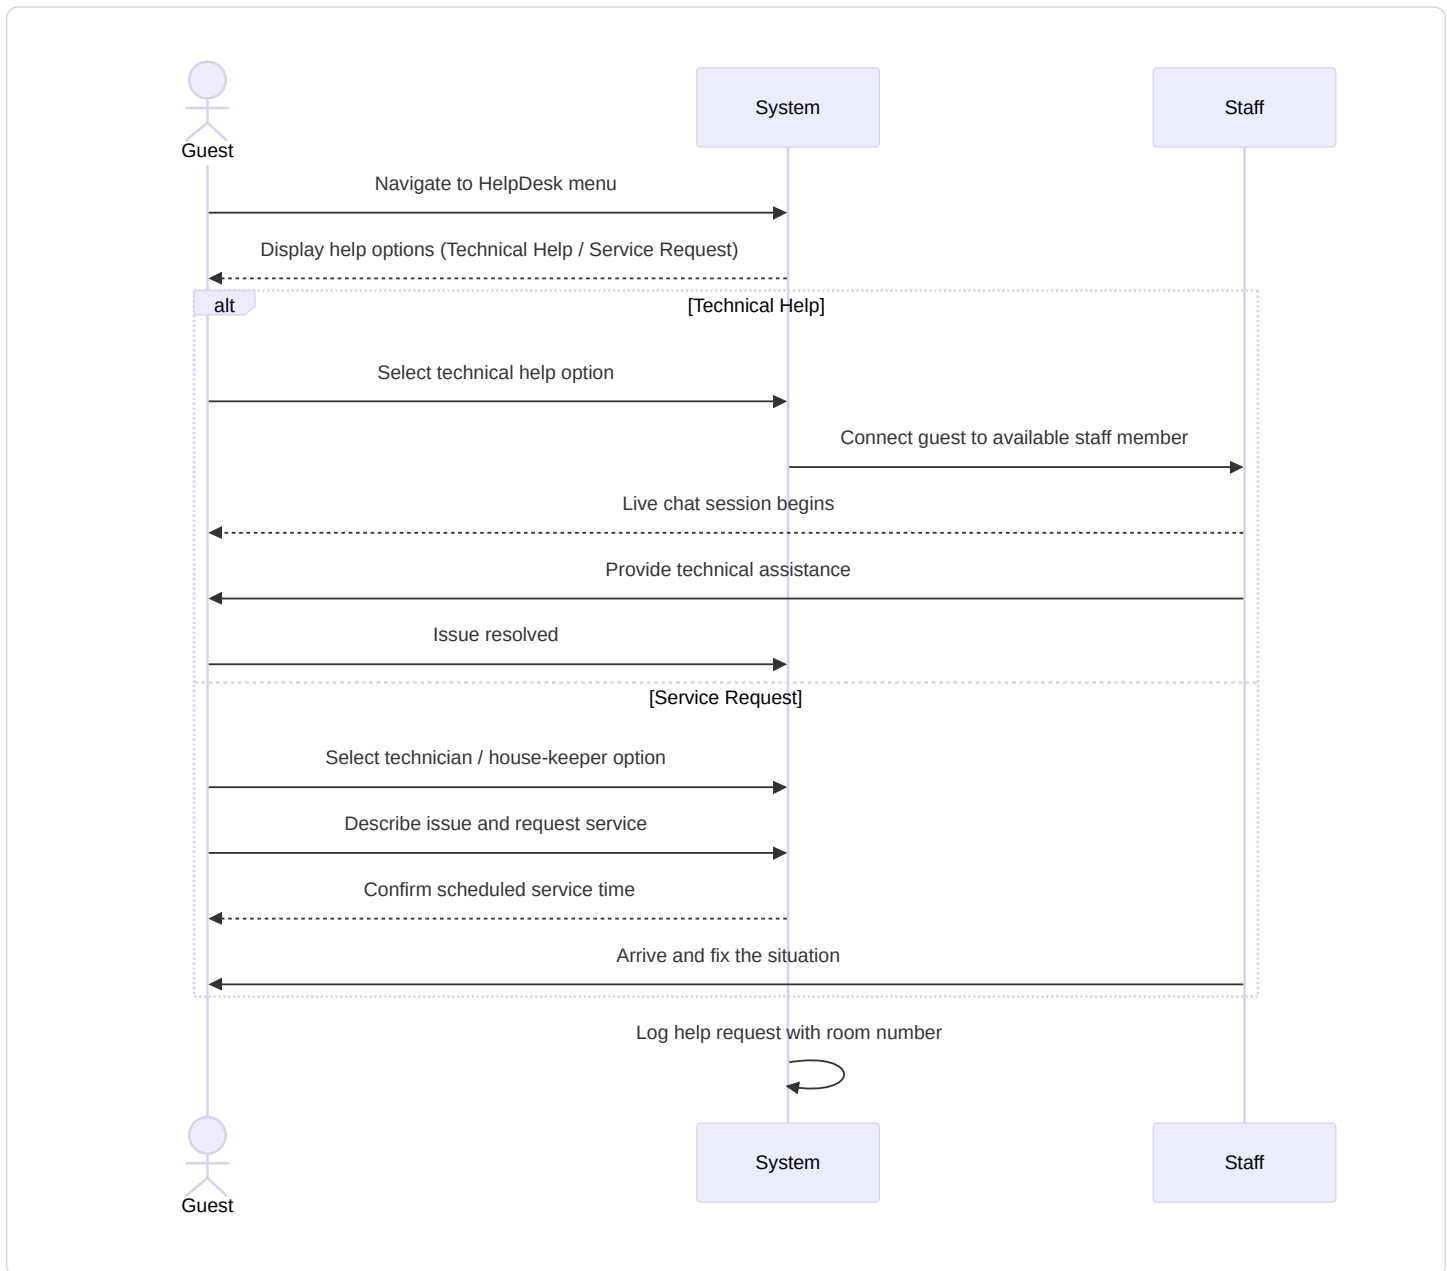 Guest
System
Staff
Navigate to HelpDesk menu
Display help options (Technical Help / Service Request)
alt
[Technical Help]
Select technical help option
Connect guest to available staff member
Live chat session begins
Provide technical assistance
Issue resolved
[Service Request]
Select technician / house-keeper option
Describe issue and request service
Confirm scheduled service time
Arrive and fix the situation
Log help request with room number
Guest
System
Staff